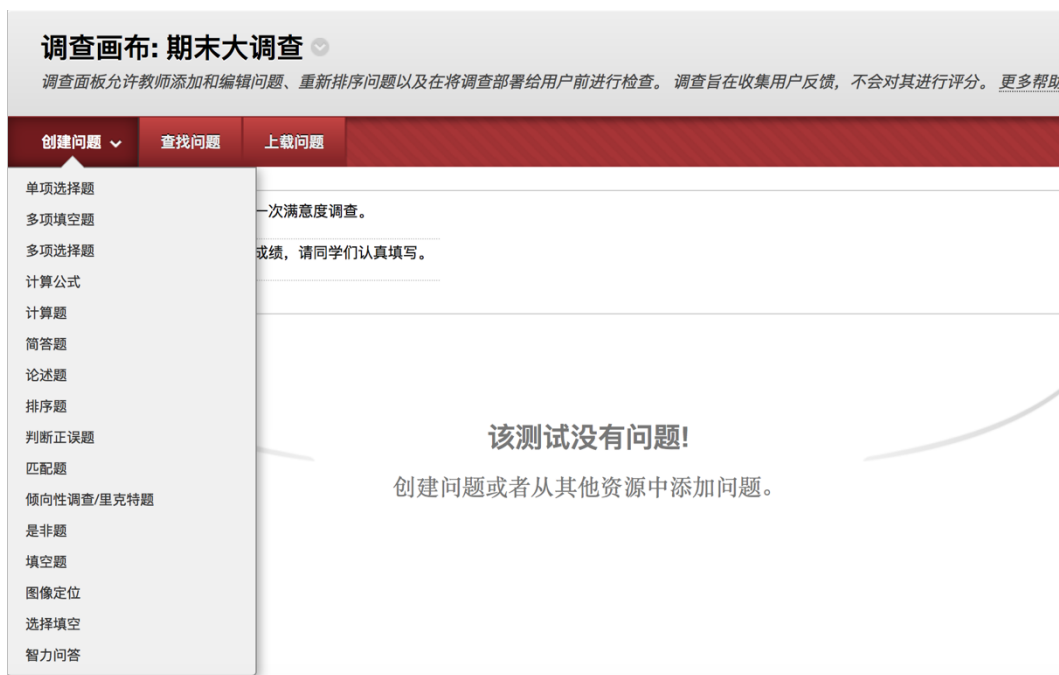 调查画布: 期末大调查
调查面板允许教师添加和编辑问题、重新排序问题以及在将调查部署给用户前进行检查。 调查旨在收集用户反馈，不会对其进行评分。 更多帮助
创建问题
查找问题
上载问题
单项选择题
多项填空题
多项选择题
计算公式
计算题
简答题
论述题
排序题
判断正误题
匹配题
倾向性调查/里克特题
是非题
填空题
图像定位
选择填空
智力问答
一次满意度调查。
成绩，请同学们认真填写。
该测试没有问题!
创建问题或者从其他资源中添加问题。